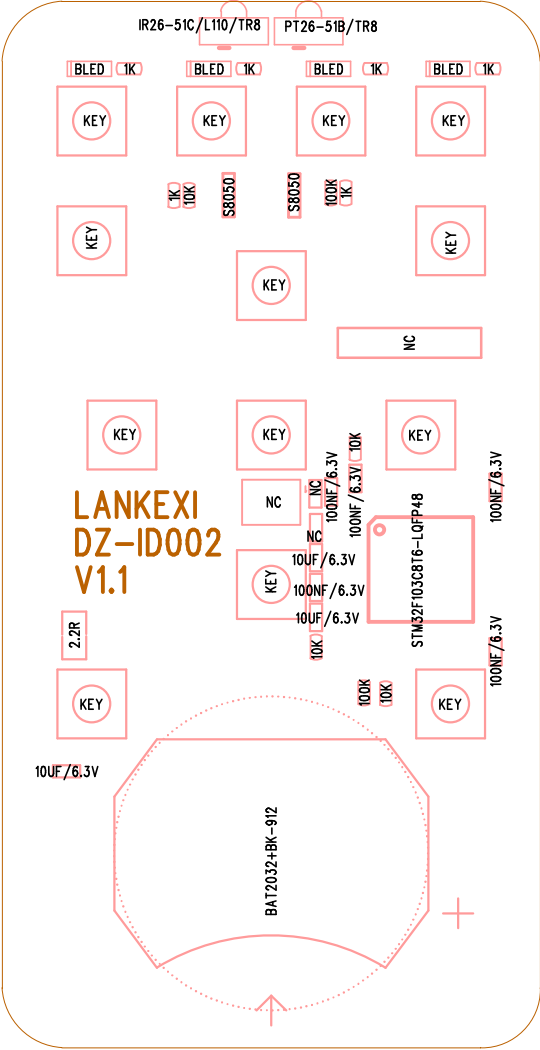 IR26-51C/L110/TR8
PT26-51B/TR8
BLED 1K BLED 1K BLED 1K BLED 1K
KEY KEY KEY KEY
1K 10K S8050 S8050 100K 1K
KEY KEY
KEY
NC
KEY KEY KEY
10K
100NF/6.3V 100NF/6.3V 100NF/6.3V
NC NC
LANKEXI
DZ-ID002
V1.1
NC
10UF/6.3V
100NF/6.3V
10UF/6.3V
KEY
STM32F103C8T6-LQFP48
2.2R
10K
100NF/6.3V
100K 10K
KEY KEY
10UF/6.3V
BAT2032+BK-912